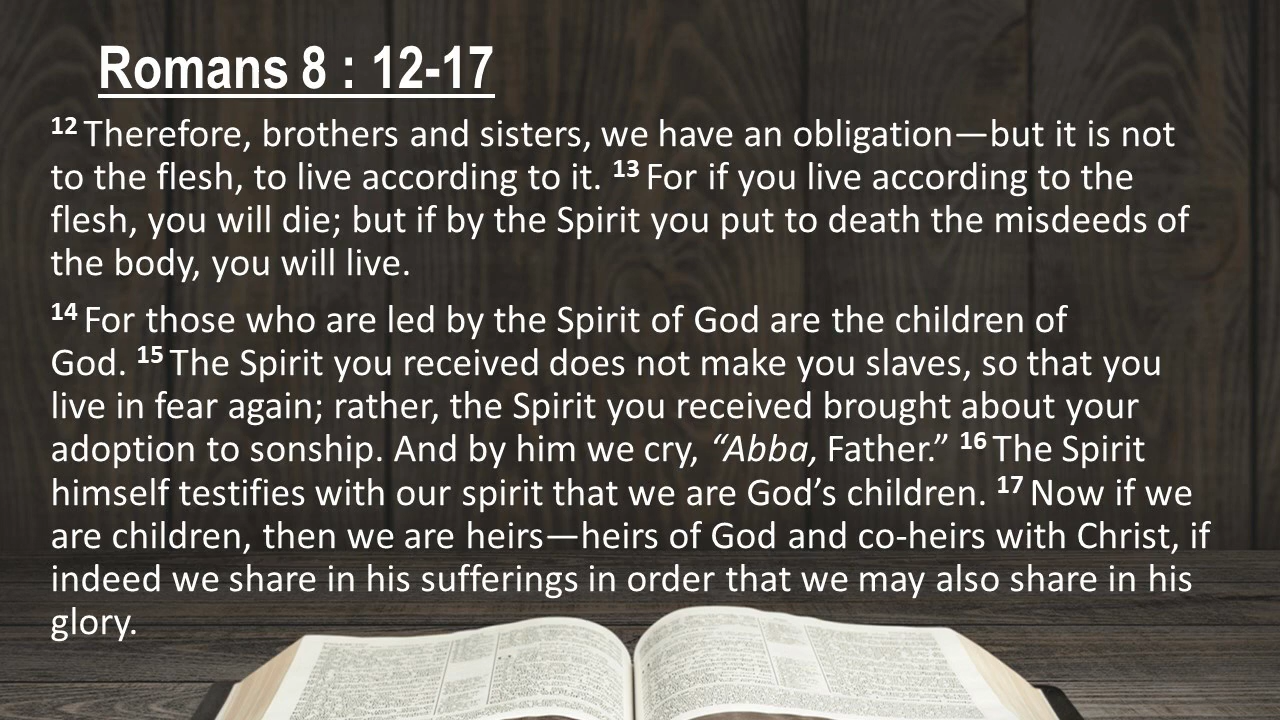 Romans 8 : 12-17
12 Therefore, brothers and sisters, we have an obligation—but it is not
to the flesh, to live according to it. 13 For if you live according to the
flesh, you will die; but if by the Spirit you put to death the misdeeds of
the body, you will live.
14 For those who are led by the Spirit of God are the children of
God. 15 The Spirit you received does not make you slaves, so that you
live in fear again; rather, the Spirit you received brought about your
adoption to sonship. And by him we cry, “Abba, Father.” 16 The Spirit
himself testifies with our spirit that we are God’s children. 17 Now if we
are children, then we are heirs—heirs of God and co-heirs with Christ, if
indeed we share in his sufferings in order that we may also share in his
glory.